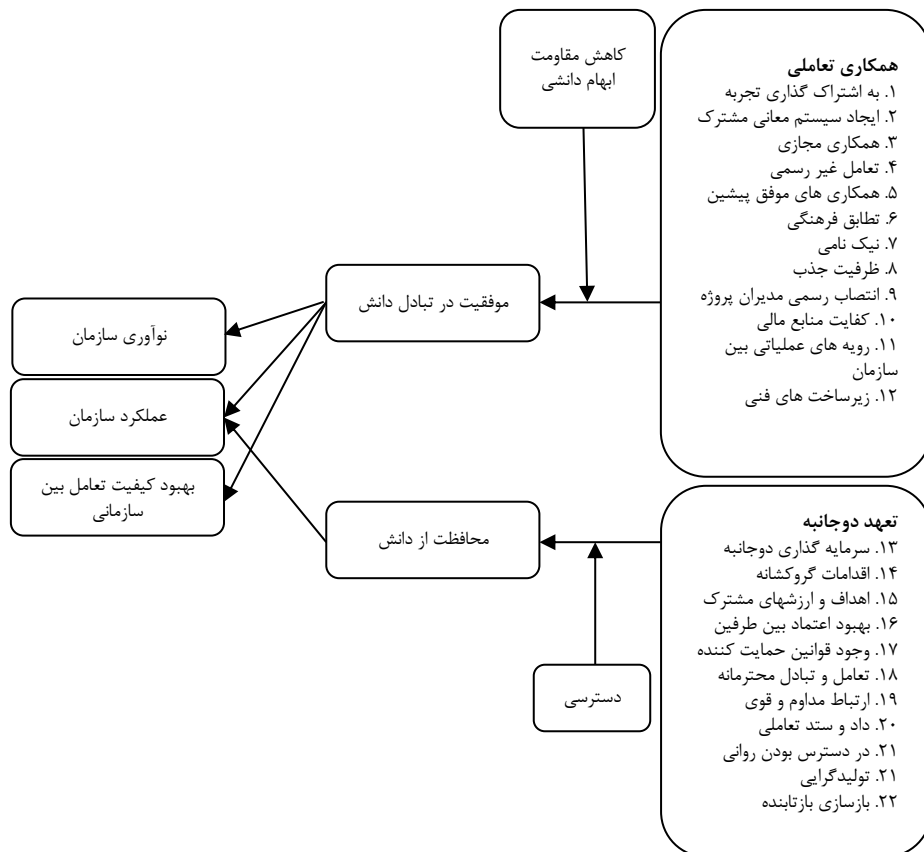 کاهش مقاومت
ابهام دانشی
همکاری تعاملی
۱. به اشتراک گذاری تجربه
۲. ایجاد سیستم معانی مشترک
۳. همکاری مجازی
۴. تعامل غیر رسمی
۵. همکاری های موفق پیشین
۶. تطابق فرهنگی
۷. نیک نامی
۸. ظرفیت جذب
۹. انتصاب رسمی مدیران پروژه
۱۰. کفایت منابع مالی
۱۱. رویه های عملیاتی بین
سازمان
۱۲. زیرساخت های فنی
موفقیت در تبادل دانش
نوآوری سازمان
عملکرد سازمان
بهبود کیفیت تعامل بین
سازمانی
محافظت از دانش
تعهد دوجانبه
۱۳. سرمایه گذاری دوجانبه
۱۴. اقدامات گروکشانه
۱۵. اهداف و ارزشهای مشترک
۱۶. بهبود اعتماد بین طرفین
۱۷. وجود قوانین حمایت کننده
۱۸. تعامل و تبادل محترمانه
۱۹. ارتباط مداوم و قوی
۲۰. داد و ستد تعاملی
۲۱. در دسترس بودن روانی
۲۱. تولیدگرایی
۲۲. بازسازی بازتابنده
دسترسی